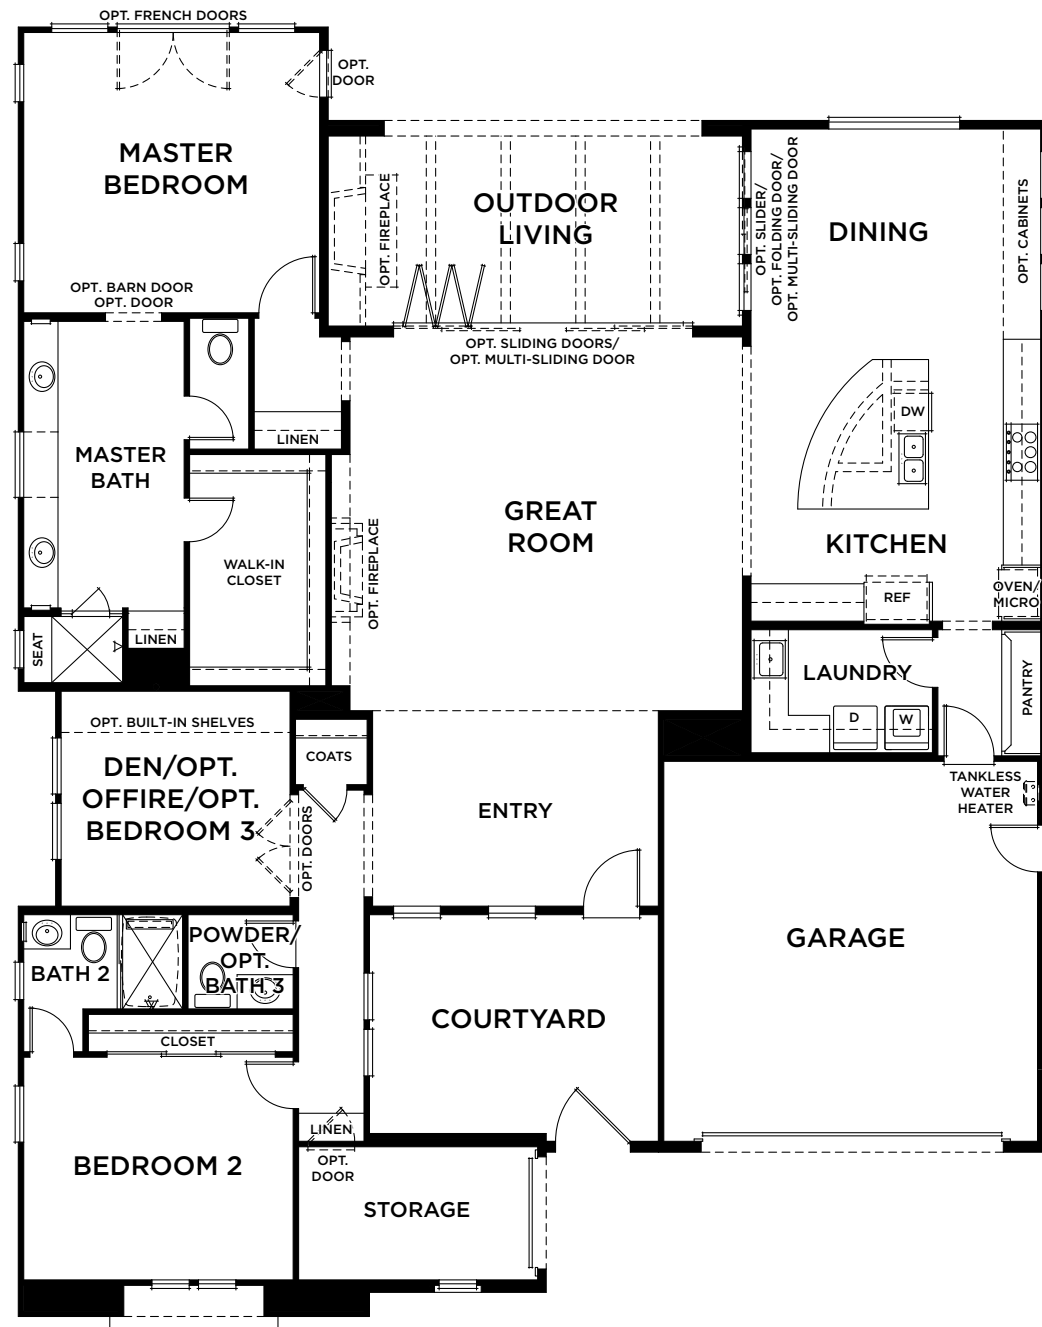 OPT. FRENCH DOORS
OPT.
DOOR
MASTER
BEDROOM
OPT. BARN DOOR
OPT. DOOR
OPT. FIREPLACE
OUTDOOR
LIVING
OPT. SLIDER/
OPT. FOLDING DOOR/
OPT. MULTI-SLIDING DOOR
DINING
OPT. CABINETS
OPT. SLIDING DOORS/
OPT. MULTI-SLIDING DOOR
DW
LINEN
MASTER
BATH
GREAT
ROOM
KITCHEN
WALK-IN
CLOSET
OPT. FIREPLACE
REF
OVEN/
MICRO
SEAT
LINEN
LAUNDRY
PANTRY
D
W
OPT. BUILT-IN SHELVES
COATS
DEN/OPT.
OFFIRE/OPT.
BEDROOM 3
OPT. DOORS
ENTRY
TANKLESS
WATER
HEATER
POWDER/
OPT.
BATH 3
BATH 2
GARAGE
COURTYARD
CLOSET
LINEN
OPT.
DOOR
BEDROOM 2
STORAGE